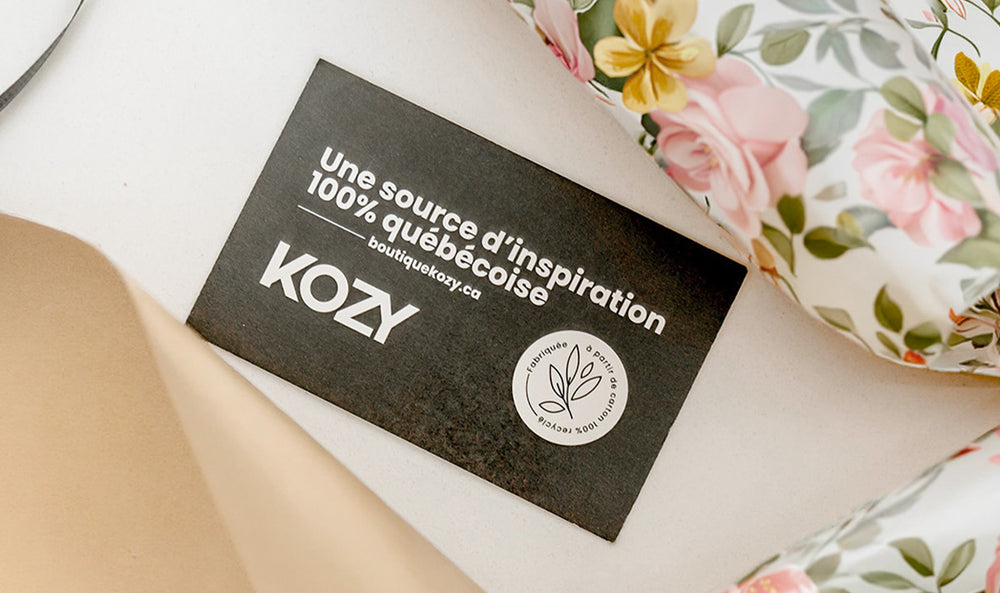 Une source d'inspiration
100% québécoise
boutiquekozy.ca
KOZY
Fabriquée à partir de carton 100% recyclé